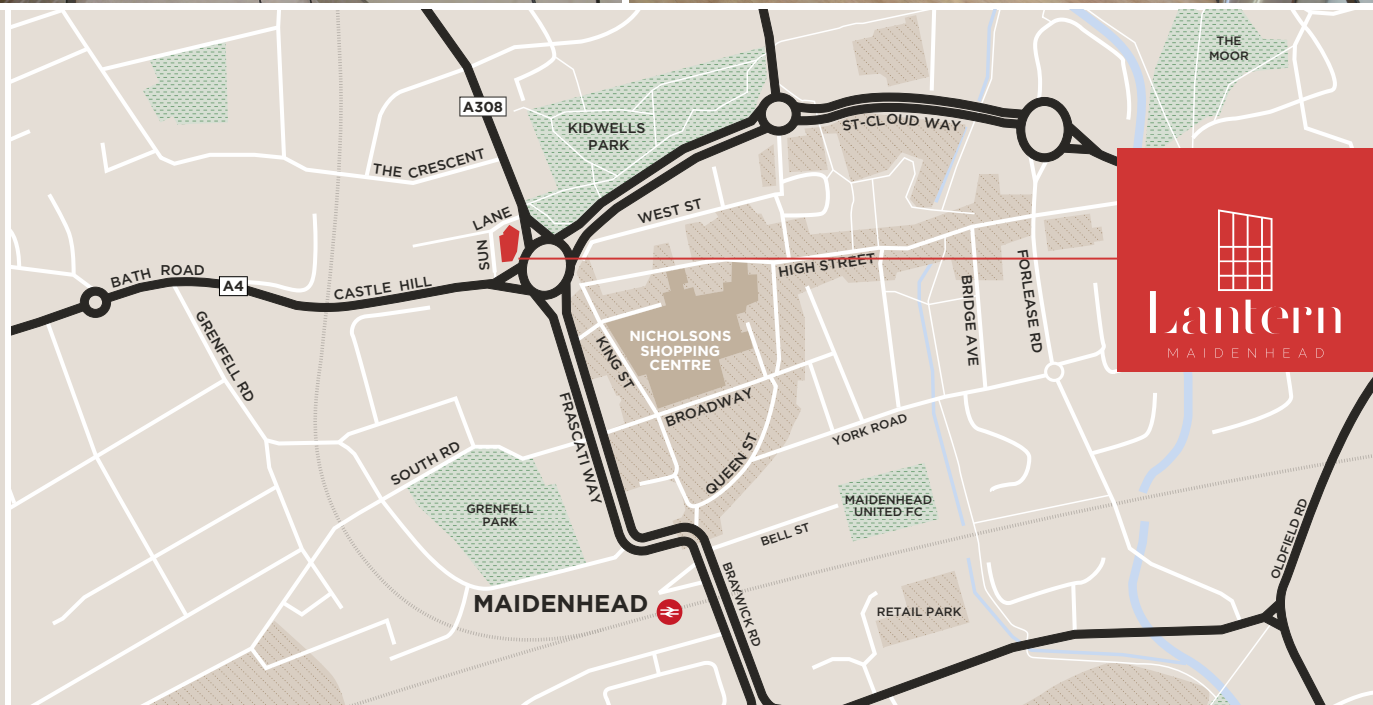 THE
MOOR
A308
KIDWELLS
PARK
ST-CLOUD WAY
THE CRESCENT
LANE
SUN
WEST ST
BATH ROAD
A4
CASTLE HILL
HIGH STREET
GRENFELL RD
KING ST
NICHOLSONS
SHOPPING
CENTRE
BRIDGE AVE
FORLEASE RD
Lantern
MAIDENHEAD
BROADWAY
FRASCATI WAY
YORK ROAD
SOUTH RD
QUEEN ST
GRENFELL
PARK
MAIDENHEAD
UNITED FC
BELL ST
OLDFIELD RD
MAIDENHEAD
BRAYWICK RD
RETAIL PARK